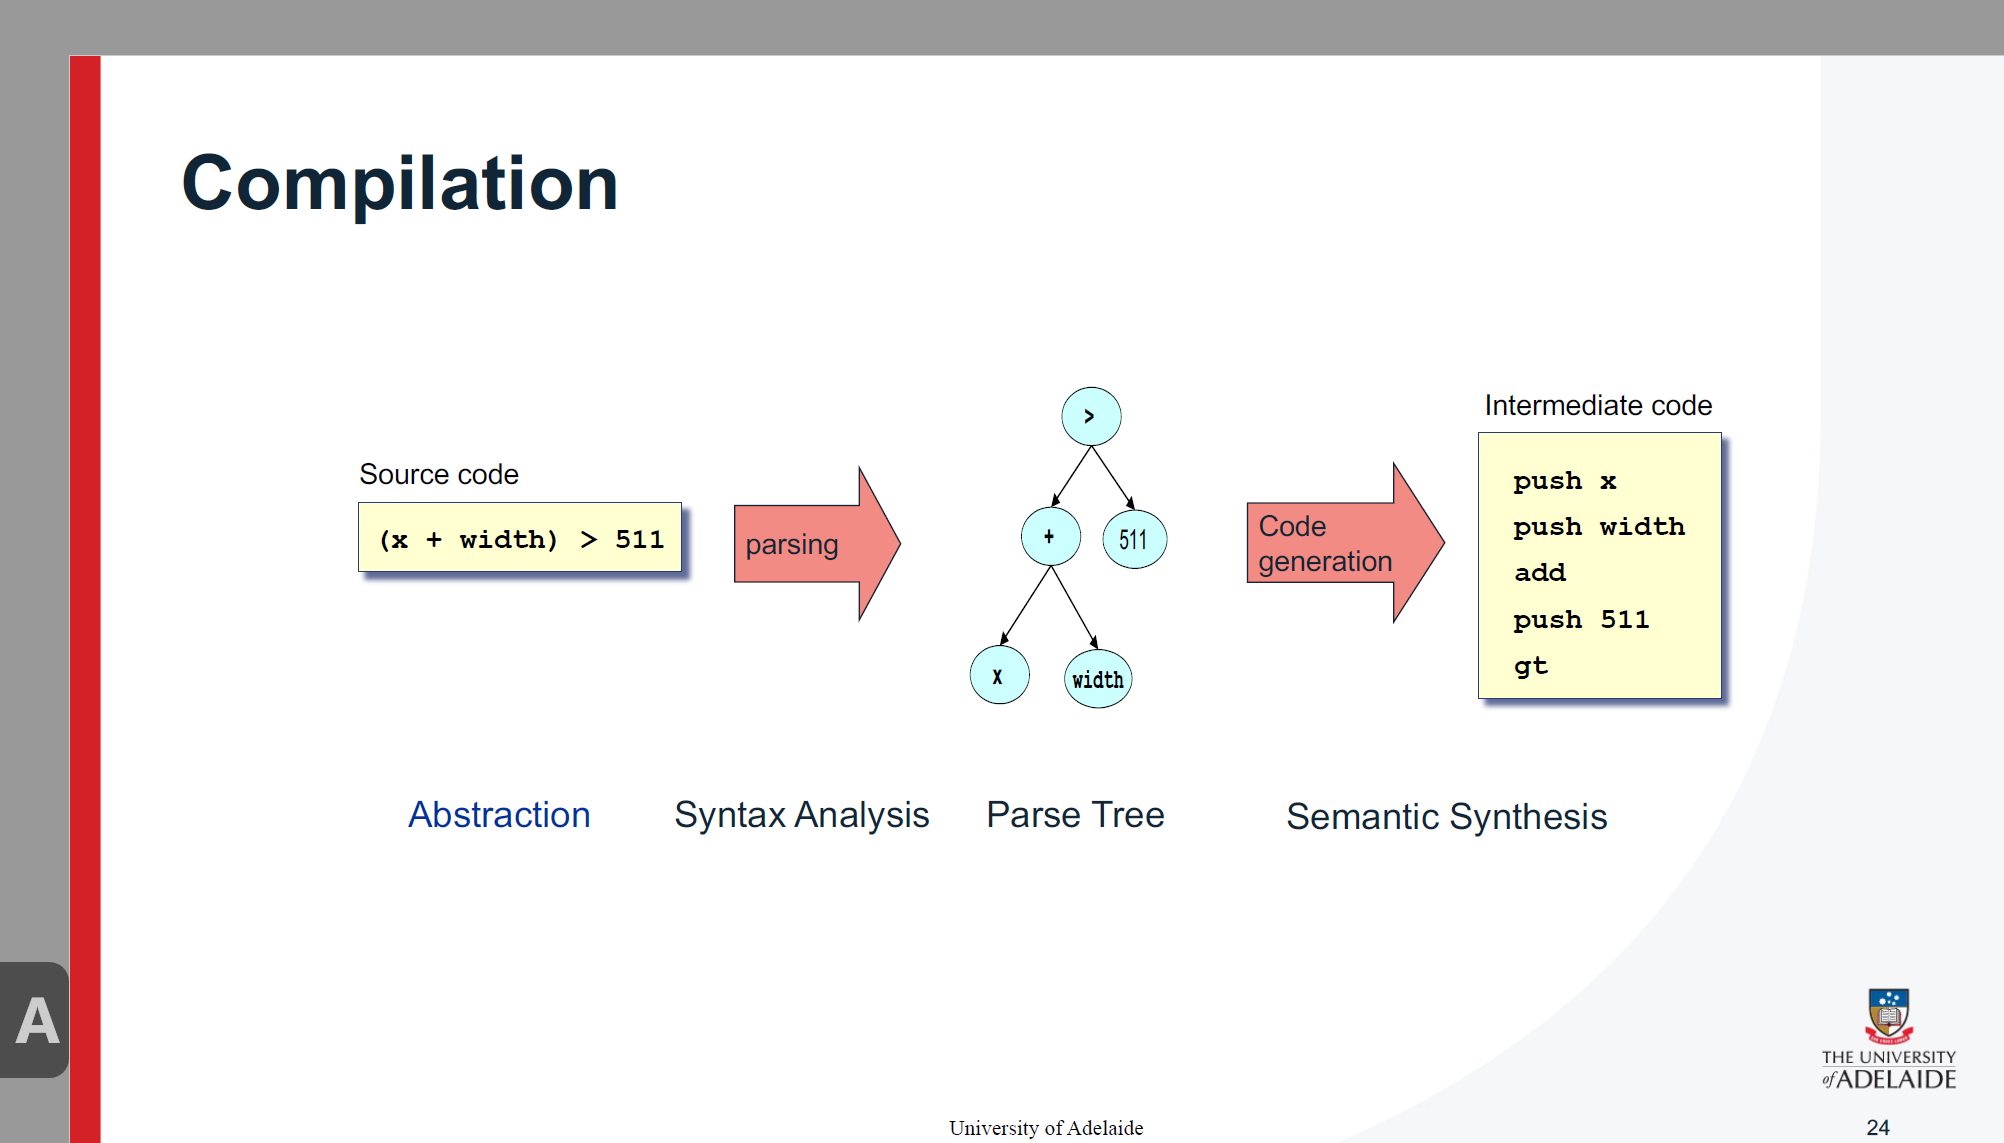 Compilation
Source code
(x + width) > 511
parsing
>
+
511
x
width
Code
generation
Intermediate code
push x
push width
add
push 511
gt
Abstraction
Syntax Analysis
Parse Tree
Semantic Synthesis
A
THE UNIVERSITY
of ADELAIDE
University of Adelaide
24